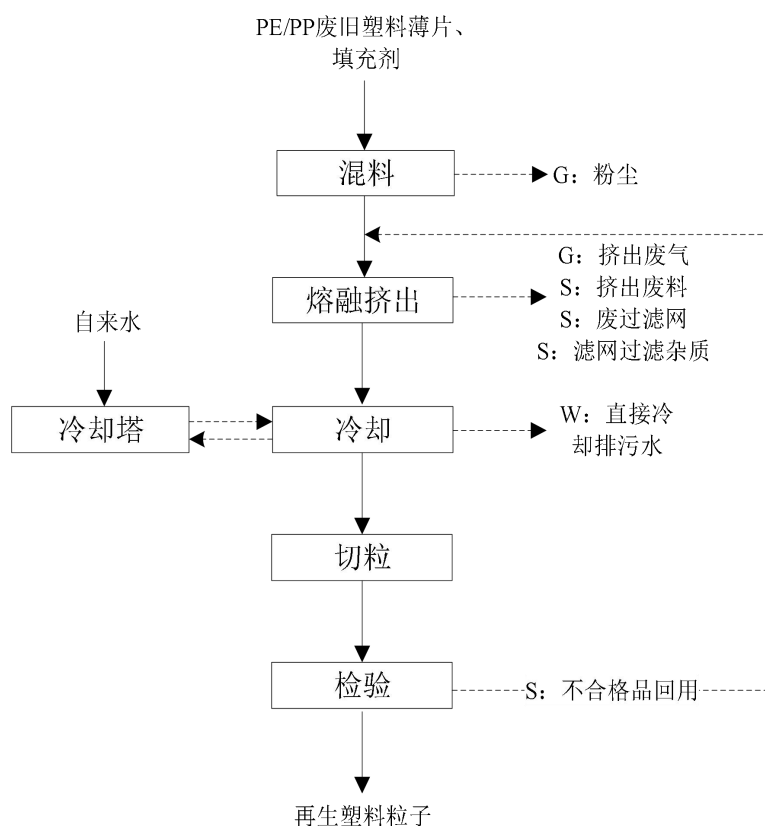 PE/PP废旧塑料薄片、
填充剂
混料
G：粉尘
熔融挤出
G：挤出废气
S：挤出废料
S：废过滤网
S：滤网过滤杂质
自来水
冷却塔
冷却
W：直接冷
却排污水
切粒
检验
S：不合格品回用
再生塑料粒子